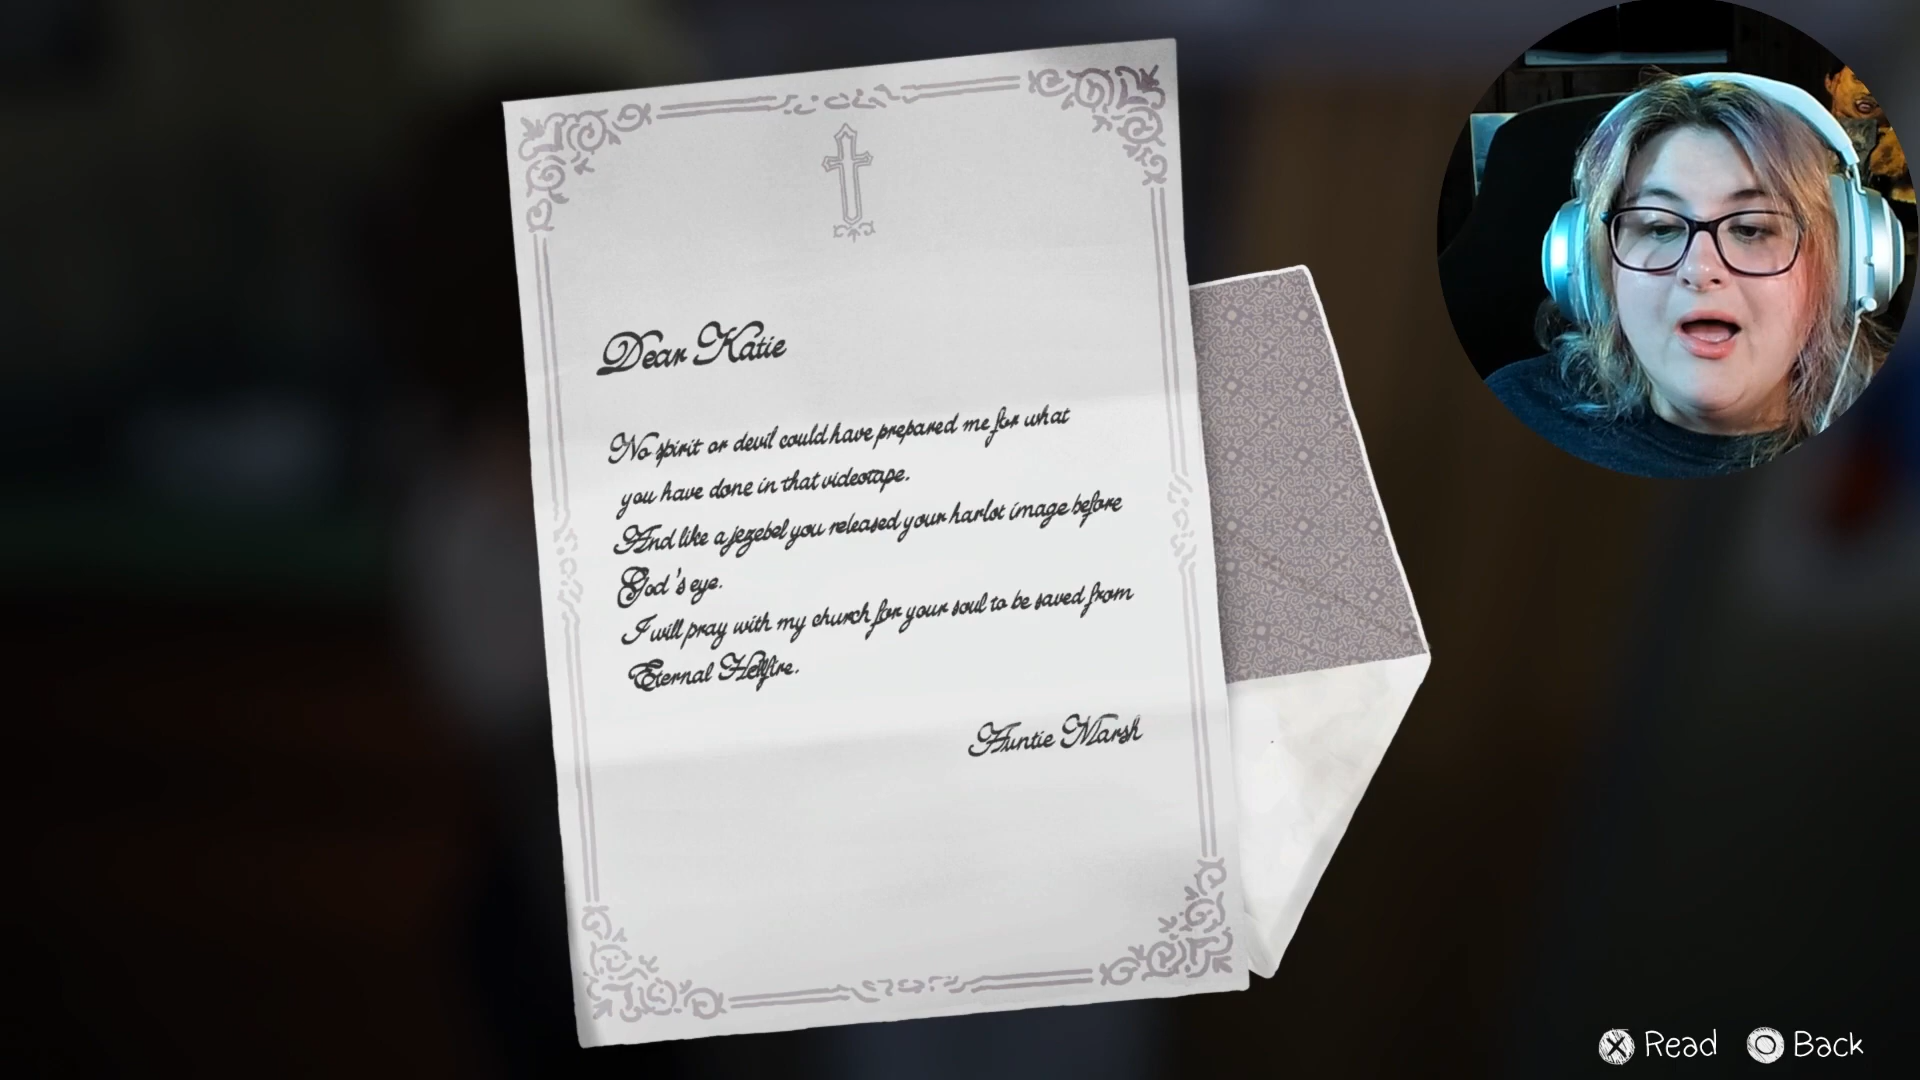 Dear Katie
No spirit or devil could have prepared me for what
you have done in that videotape.
And like a jezebel you released your harlot image before
God's eye.
I will pray with my church for your soul to be saved from
Eternal Hellfire.
Auntie Marsh
Read Back